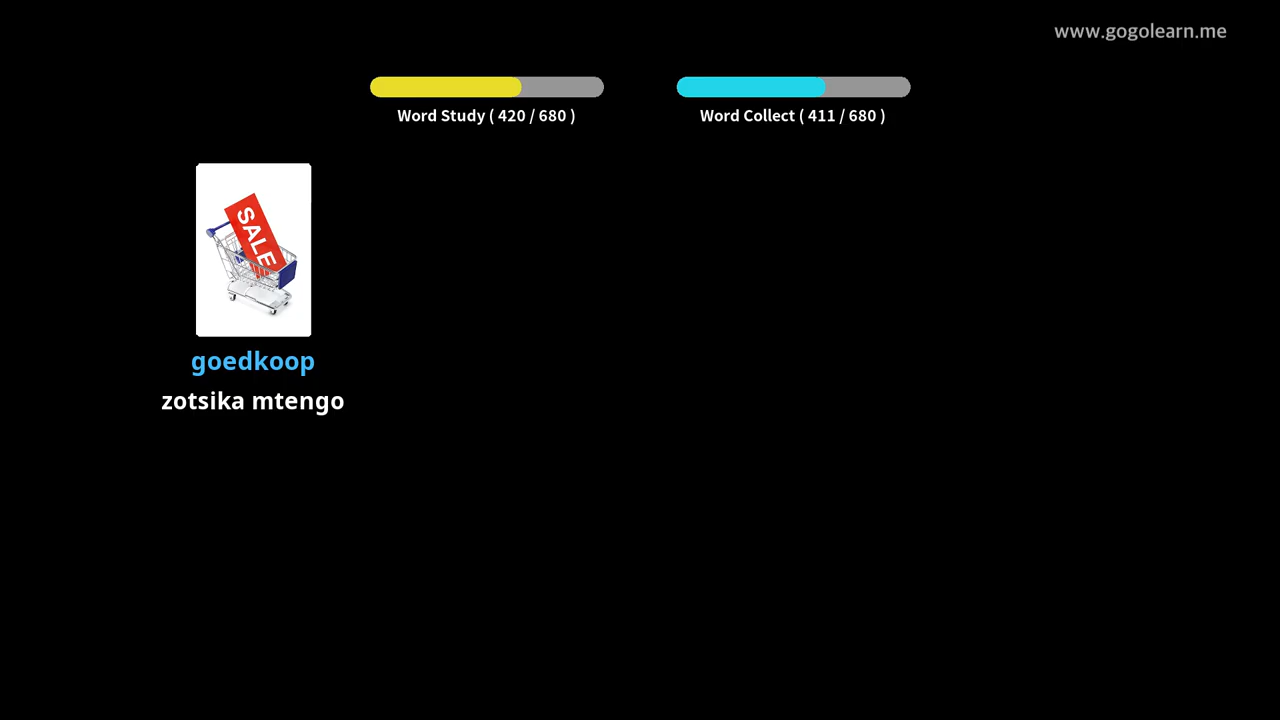 www.gogolearn.me
Word Study ( 420 / 680 )
Word Collect ( 411 / 680 )
SALE
goedkoop
zotsika mtengo